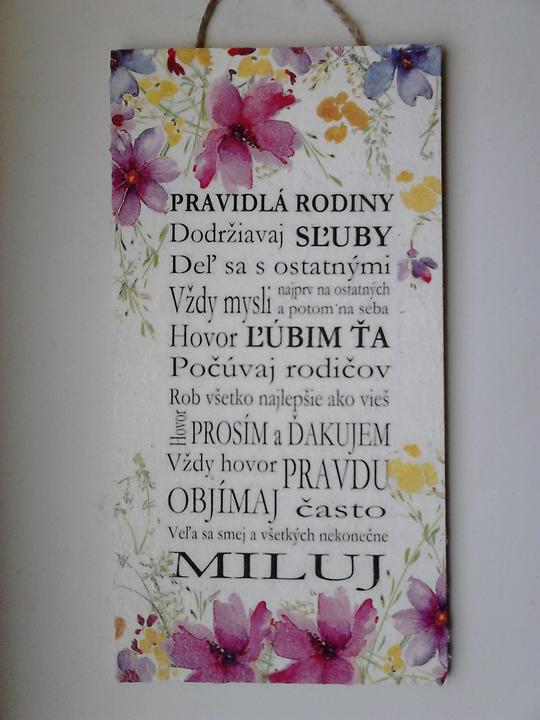 PRAVIDLÁ RODINY
Dodržiavaj SĽUBY
Deľ sa s ostatnými
Vždy mysli najprv na ostatných
a potom na seba
Hovor ĽÚBIM ŤA
Počúvaj rodičov
Rob všetko najlepšie ako vieš
Hovor PROSÍM a ĎAKUJEM
Vždy hovor PRAVDU
OBJÍMAJ často
Veľa sa smej a všetkých nekonečne
MILUJ